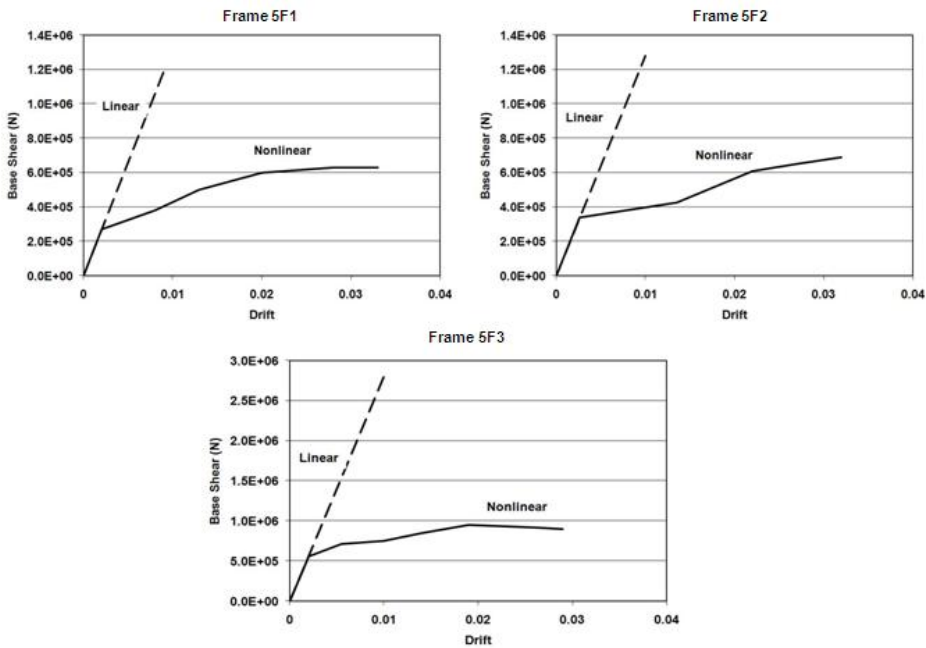 Frame 5F1
1.4E+06
1.2E+06
1.0E+06
8.0E+05
6.0E+05
4.0E+05
2.0E+05
0.0E+00
Base Shear (N)
Linear
Nonlinear
0 0.01 0.02 0.03 0.04
Drift
Frame 5F2
1.4E+06
1.2E+06
1.0E+06
8.0E+05
6.0E+05
4.0E+05
2.0E+05
0.0E+00
Base Shear (N)
Linear
Nonlinear
0 0.01 0.02 0.03 0.04
Drift
Frame 5F3
3.0E+06
2.5E+06
2.0E+06
1.5E+06
1.0E+06
5.0E+05
0.0E+00
Base Shear (N)
Linear
Nonlinear
0 0.01 0.02 0.03 0.04
Drift